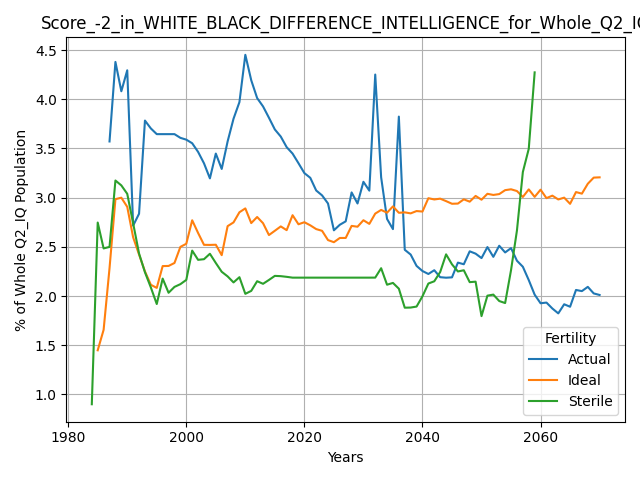 Score_-2_in_WHITE_BLACK_DIFFERENCE_INTELLIGENCE_for_Whole_Q2_IQ
% of Whole Q2_IQ Population
4.5
4.0
3.5
3.0
2.5
2.0
1.5
1.0
1980
2000
2020
2040
2060
Years
Fertility
Actual
Ideal
Sterile